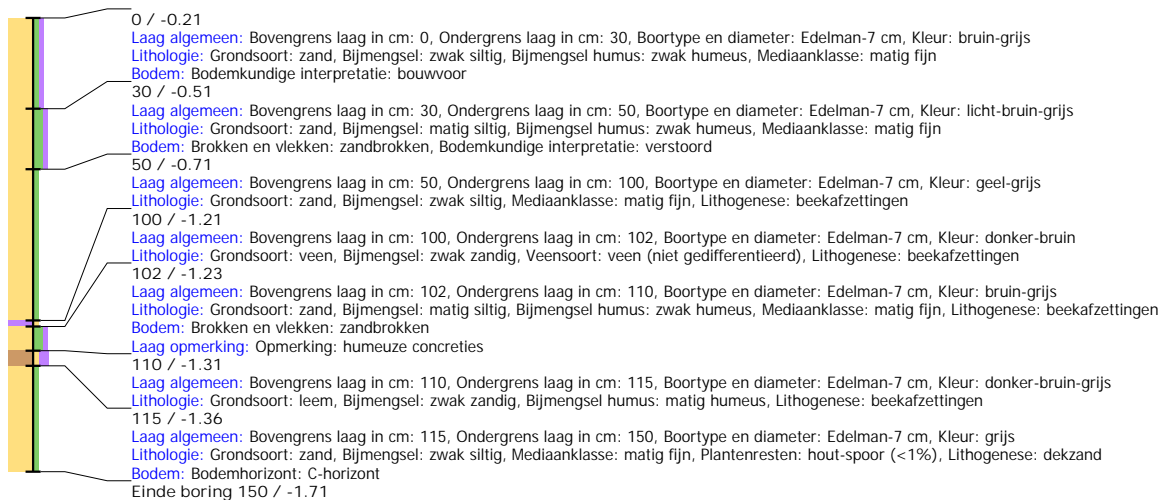 0 / -0.21
Laag algemeen: Bovengrens laag in cm: 0, Ondergrens laag in cm: 30, Boortype en diameter: Edelman-7 cm, Kleur: bruin-grijs
Lithologie: Grondsoort: zand, Bijmengsel: zwak siltig, Bijmengsel humus: zwak humeus, Mediaanklasse: matig fijn
Bodem: Bodemkundige interpretatie: bouwvoor
30 / -0.51
Laag algemeen: Bovengrens laag in cm: 30, Ondergrens laag in cm: 50, Boortype en diameter: Edelman-7 cm, Kleur: licht-bruin-grijs
Lithologie: Grondsoort: zand, Bijmengsel: matig siltig, Bijmengsel humus: zwak humeus, Mediaanklasse: matig fijn
Bodem: Brokken en vlekken: zandbrokken, Bodemkundige interpretatie: verstoord
50 / -0.71
Laag algemeen: Bovengrens laag in cm: 50, Ondergrens laag in cm: 100, Boortype en diameter: Edelman-7 cm, Kleur: geel-grijs
Lithologie: Grondsoort: zand, Bijmengsel: zwak siltig, Mediaanklasse: matig fijn, Lithogenese: beekafzettingen
100 / -1.21
Laag algemeen: Bovengrens laag in cm: 100, Ondergrens laag in cm: 102, Boortype en diameter: Edelman-7 cm, Kleur: donker-bruin
Lithologie: Grondsoort: veen, Bijmengsel: zwak zandig, Veensoort: veen (niet gedifferentieerd), Lithogenese: beekafzettingen
102 / -1.23
Laag algemeen: Bovengrens laag in cm: 102, Ondergrens laag in cm: 110, Boortype en diameter: Edelman-7 cm, Kleur: bruin-grijs
Lithologie: Grondsoort: zand, Bijmengsel: matig siltig, Bijmengsel humus: zwak humeus, Mediaanklasse: matig fijn, Lithogenese: beekafzettingen
Bodem: Brokken en vlekken: zandbrokken
Laag opmerking: Opmerking: humeuze concreties
110 / -1.31
Laag algemeen: Bovengrens laag in cm: 110, Ondergrens laag in cm: 115, Boortype en diameter: Edelman-7 cm, Kleur: donker-bruin-grijs
Lithologie: Grondsoort: leem, Bijmengsel: zwak zandig, Bijmengsel humus: matig humeus, Lithogenese: beekafzettingen
115 / -1.36
Laag algemeen: Bovengrens laag in cm: 115, Ondergrens laag in cm: 150, Boortype en diameter: Edelman-7 cm, Kleur: grijs
Lithologie: Grondsoort: zand, Bijmengsel: zwak siltig, Mediaanklasse: matig fijn, Plantenresten: hout-spoor (<1%), Lithogenese: dekzand
Bodem: Bodemhorizont: C-horizont
Einde boring 150 / -1.71